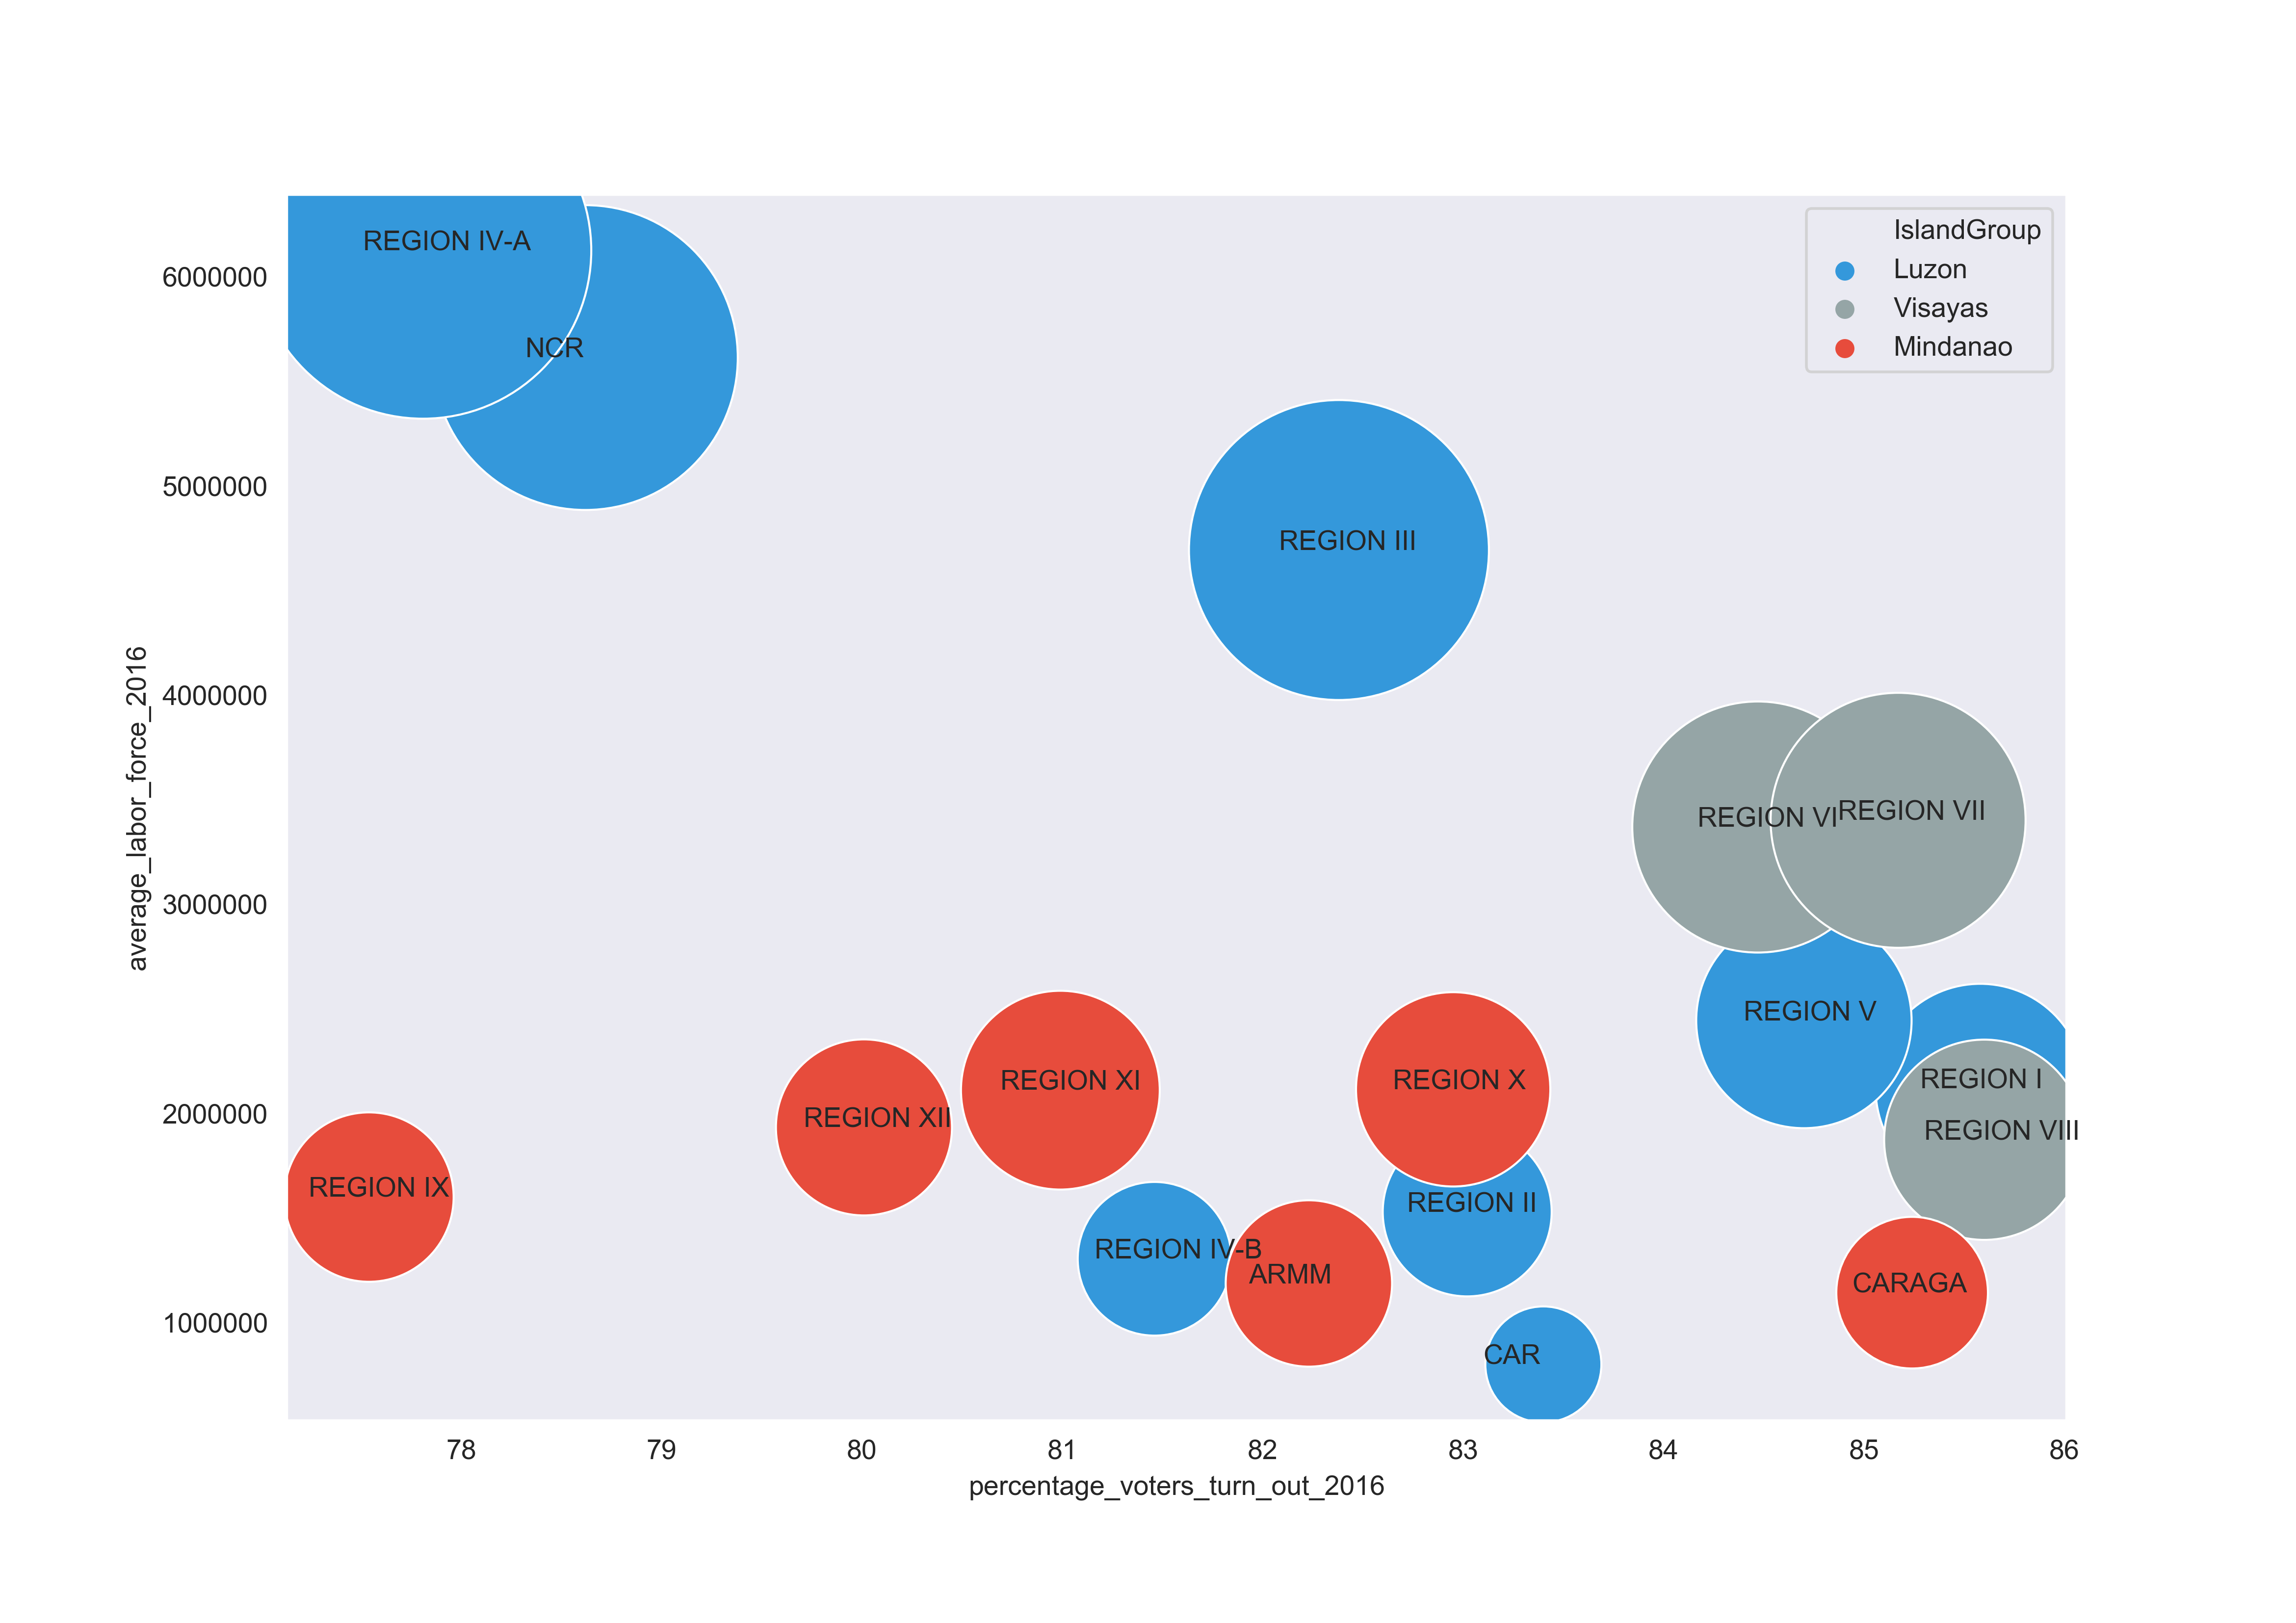 IslandGroup
Luzon
Visayas
Mindanao
REGION IV-A
NCR
REGION III
REGION VI
REGION VII
REGION V
REGION I
REGION VIII
REGION XI
REGION X
REGION XII
REGION IX
REGION II
REGION IV-B
ARMM
CARAGA
CAR
6000000
5000000
4000000
3000000
2000000
1000000
average_labor_force_2016
78 79 80 81 82 83 84 85 86
percentage_voters_turn_out_2016